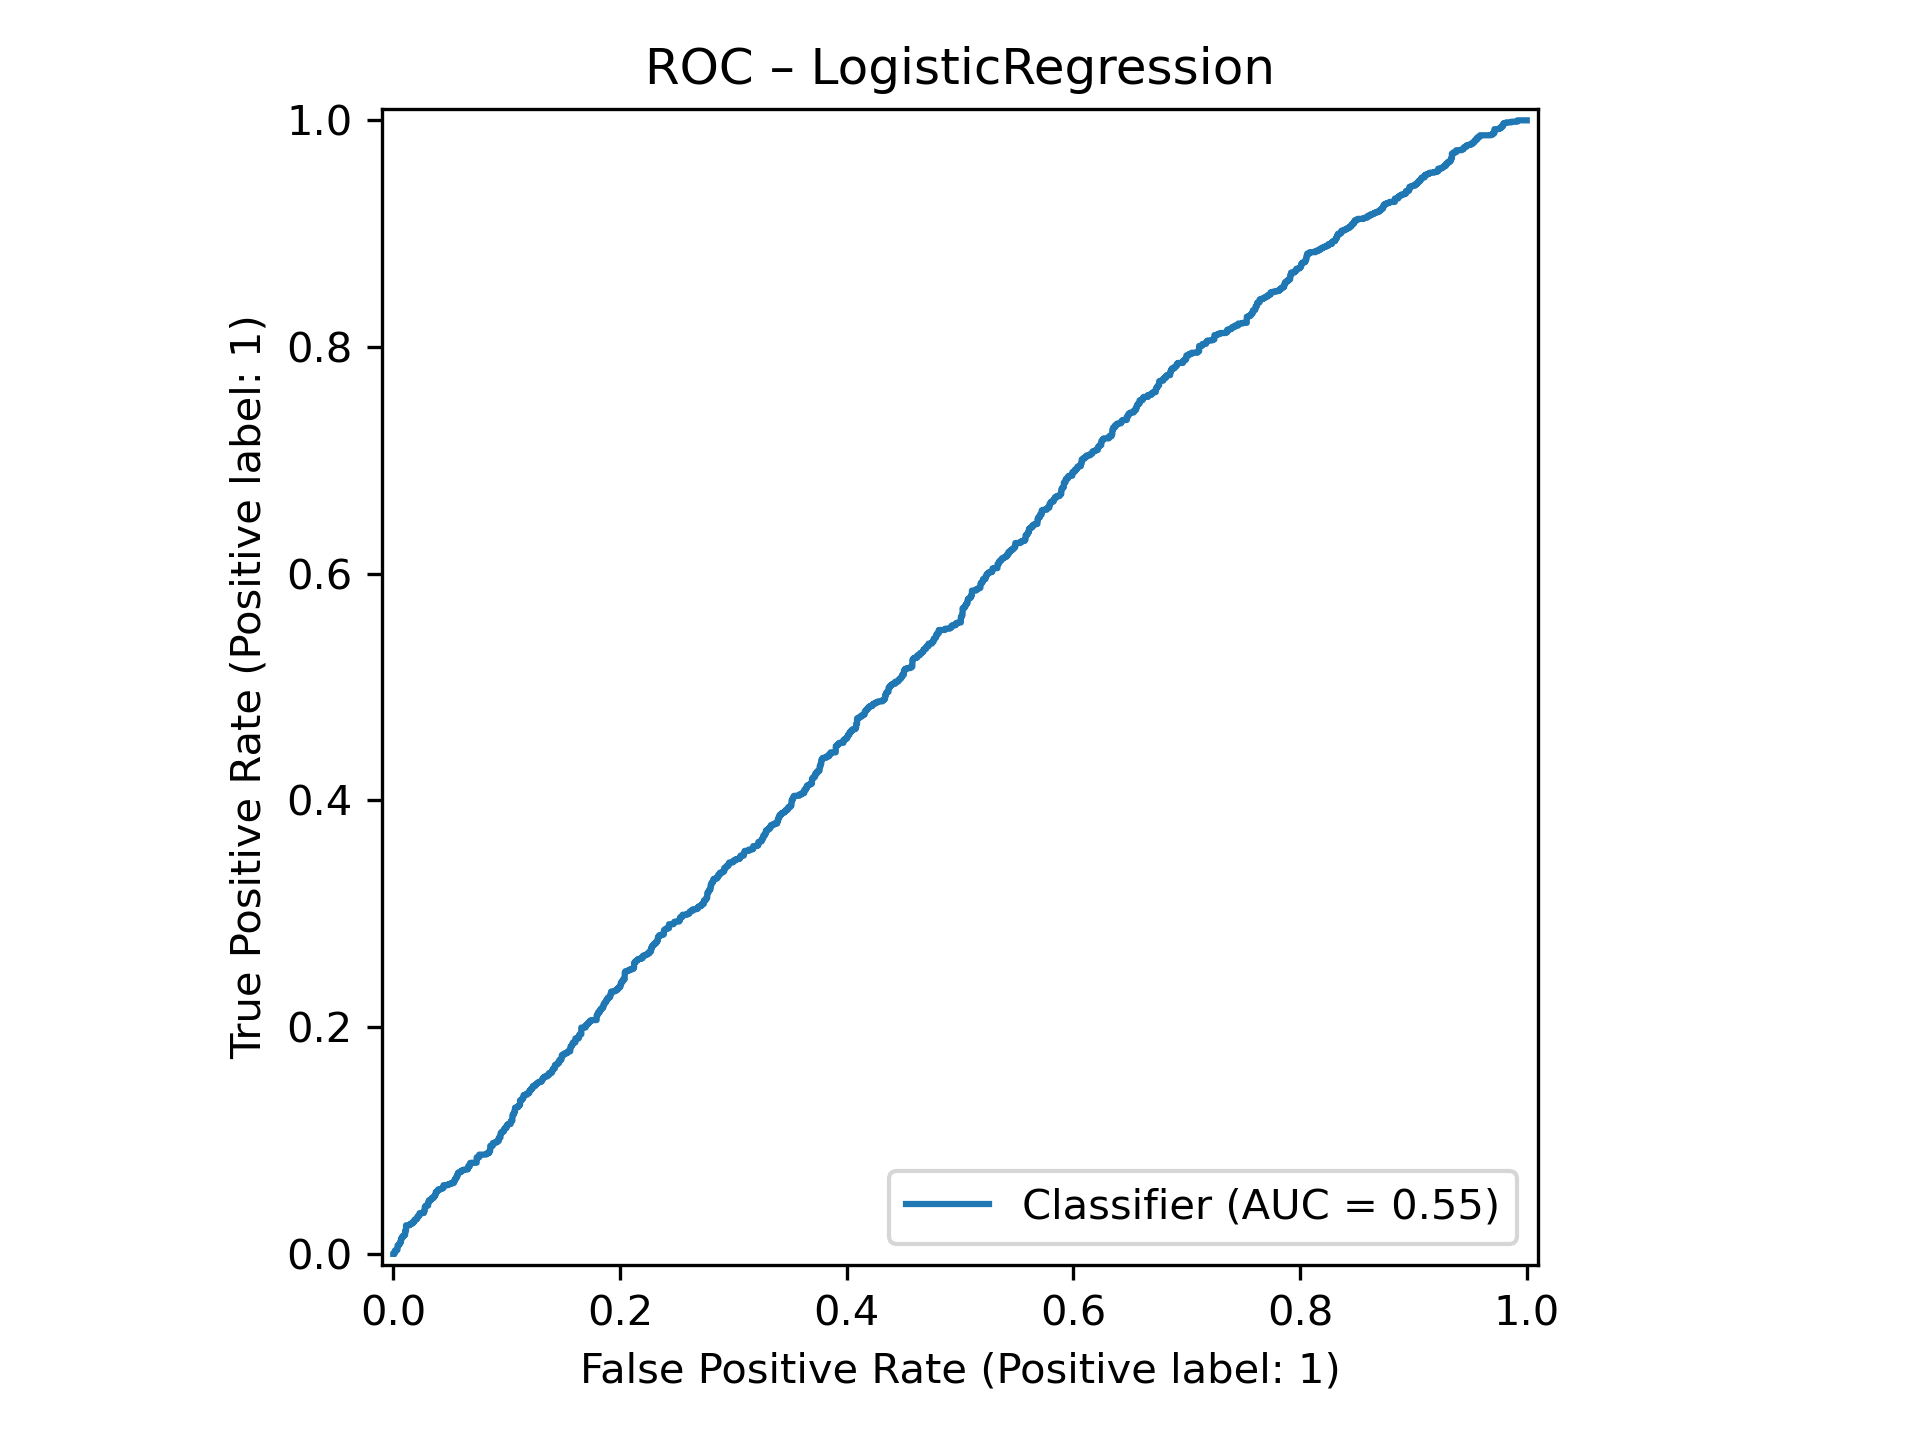 ROC – LogisticRegression
1.0
0.8
0.6
0.4
0.2
0.0
True Positive Rate (Positive label: 1)
Classifier (AUC = 0.55)
0.0 0.2 0.4 0.6 0.8 1.0
False Positive Rate (Positive label: 1)